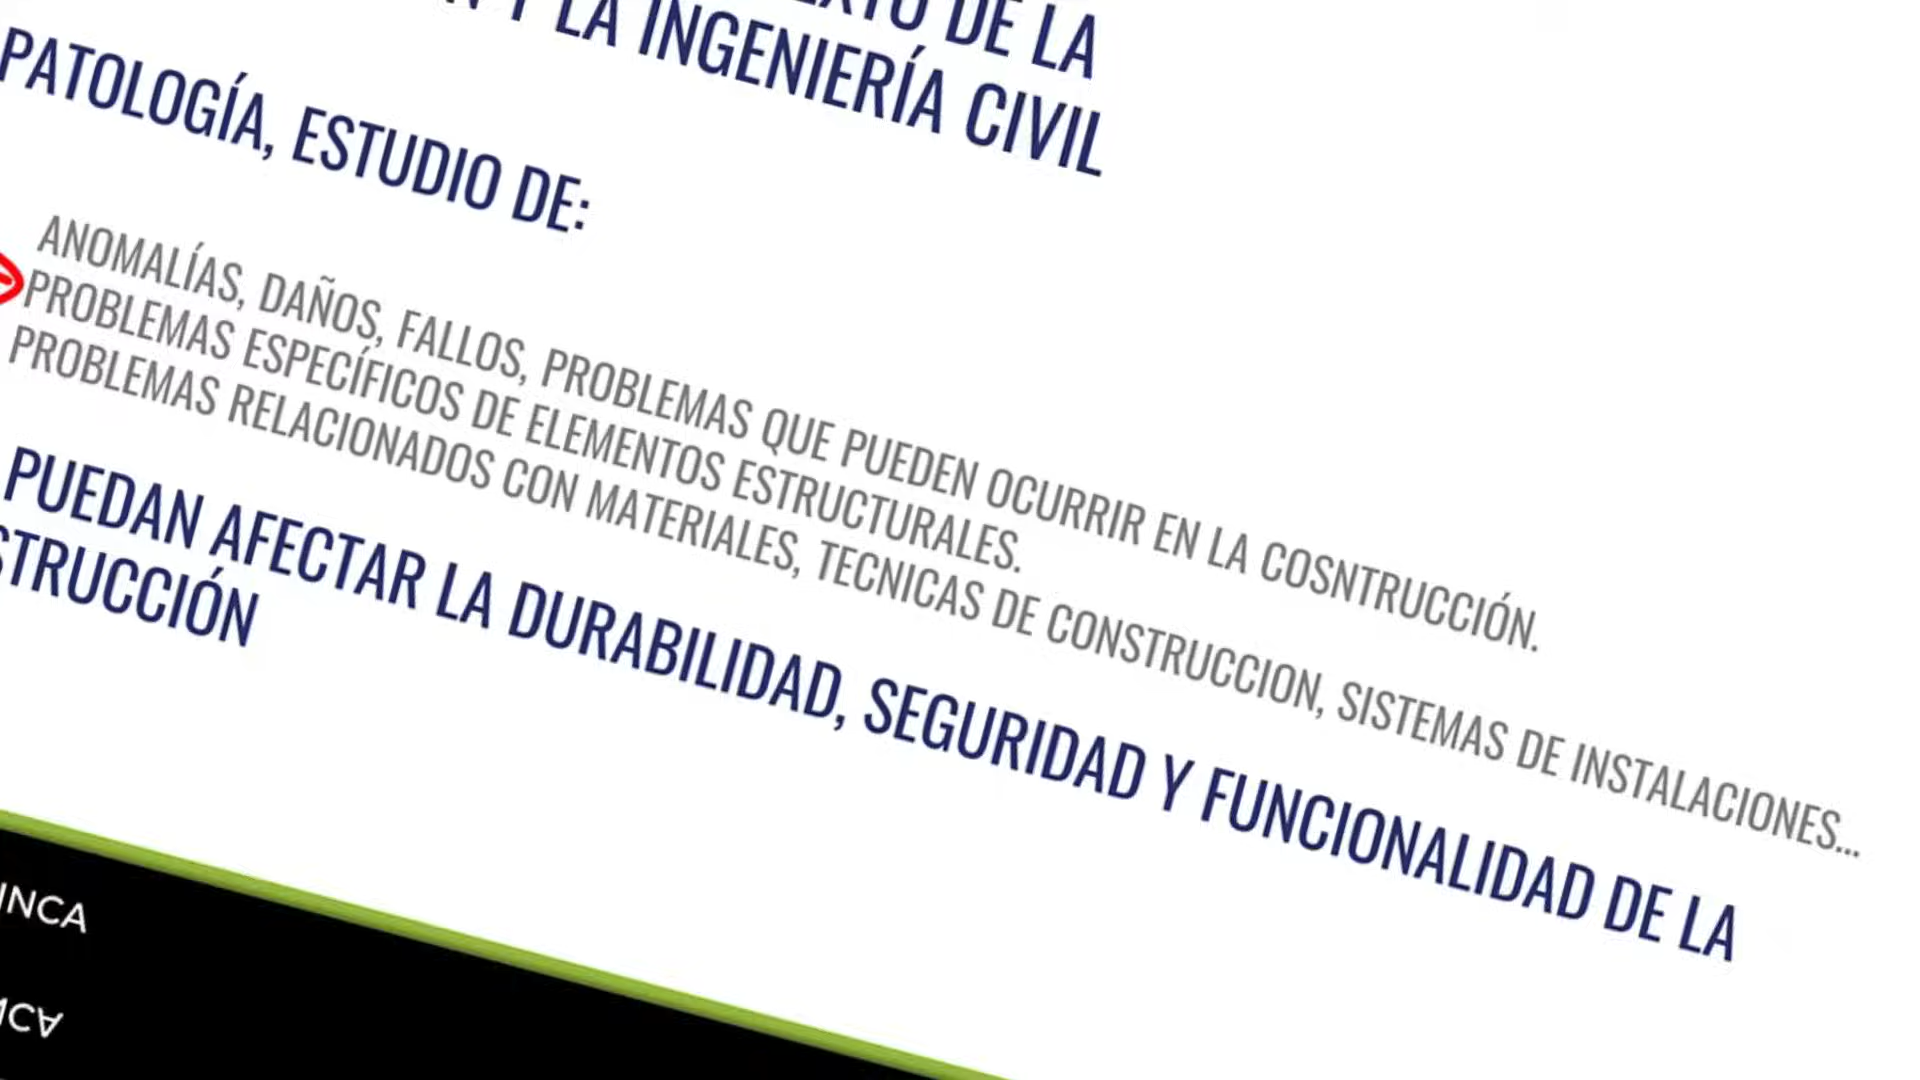 DE LA
Y LA INGENIERÍA CIVIL
PATOLOGÍA, ESTUDIO DE:
ANOMALÍAS, DAÑOS, FALLOS, PROBLEMAS QUE PUEDEN OCURRIR EN LA COSNTRUCCIÓN.
PROBLEMAS ESPECÍFICOS DE ELEMENTOS ESTRUCTURALES.
PROBLEMAS RELACIONADOS CON MATERIALES, TECNICAS DE CONSTRUCCION, SISTEMAS DE INSTALACIONES...
PUEDAN AFECTAR LA DURABILIDAD, SEGURIDAD Y FUNCIONALIDAD DE LA
STRUCCIÓN
INCA